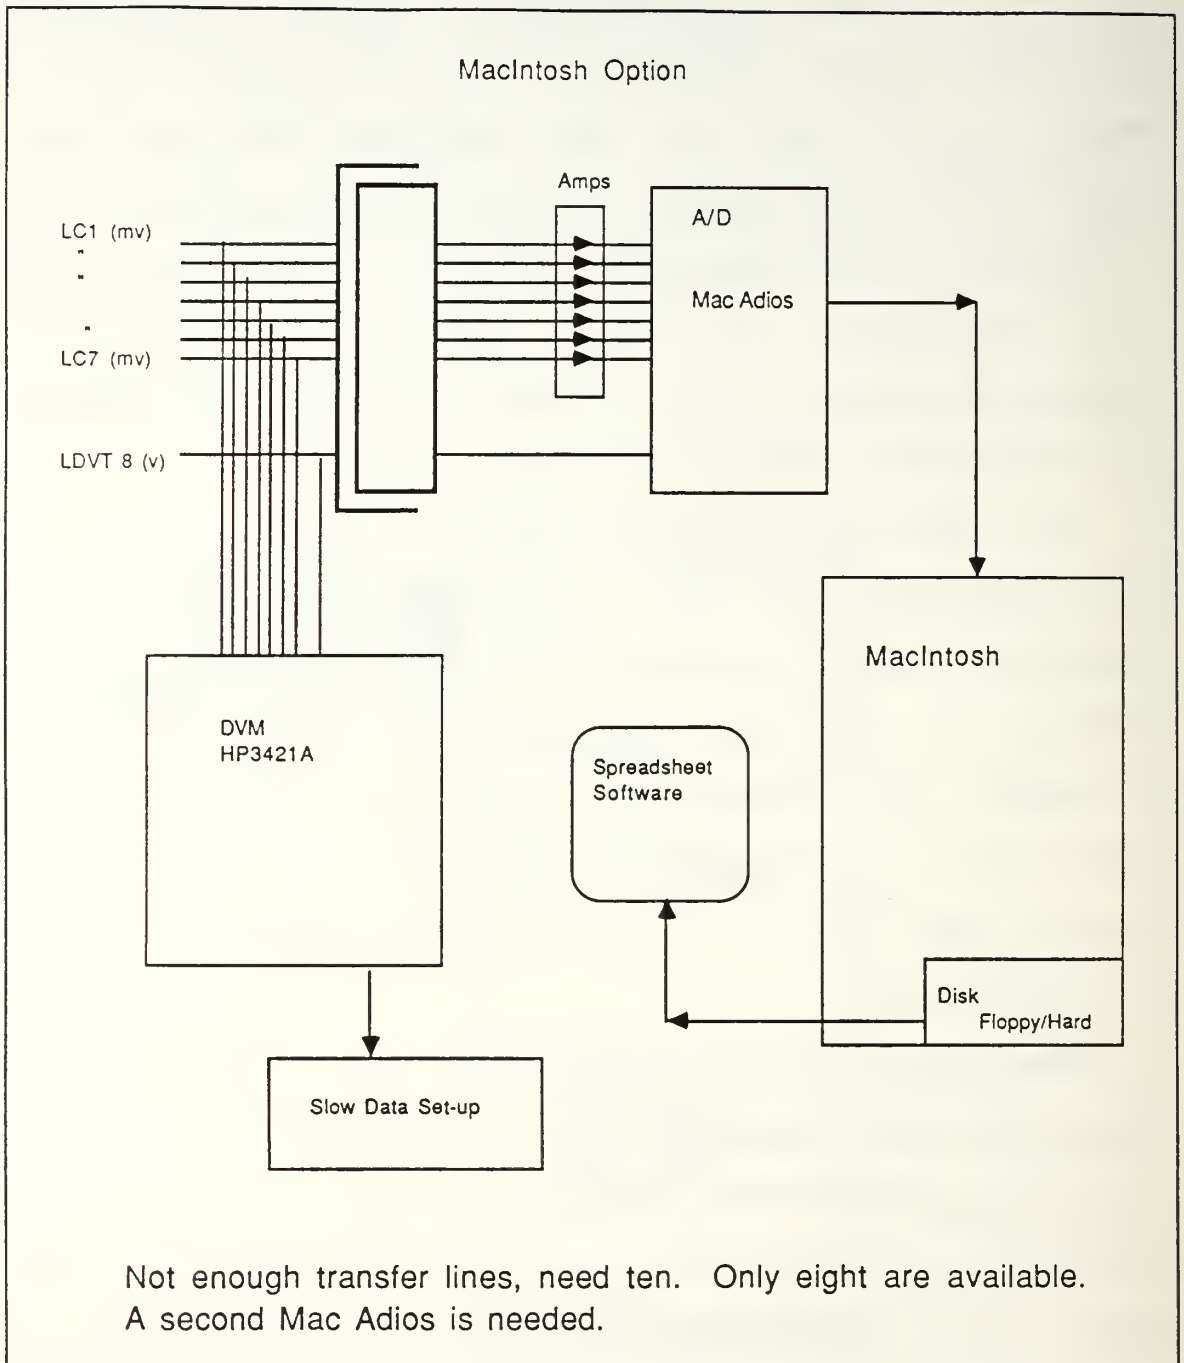 MacIntosh Option
Amps
A/D
Mac Adios
LC1 (mv)
"
"
"
LC7 (mv)
LDVT 8 (v)
MacIntosh
DVM
HP3421A
Spreadsheet
Software
Disk
Floppy/Hard
Slow Data Set-up
Not enough transfer lines, need ten. Only eight are available.
A second Mac Adios is needed.